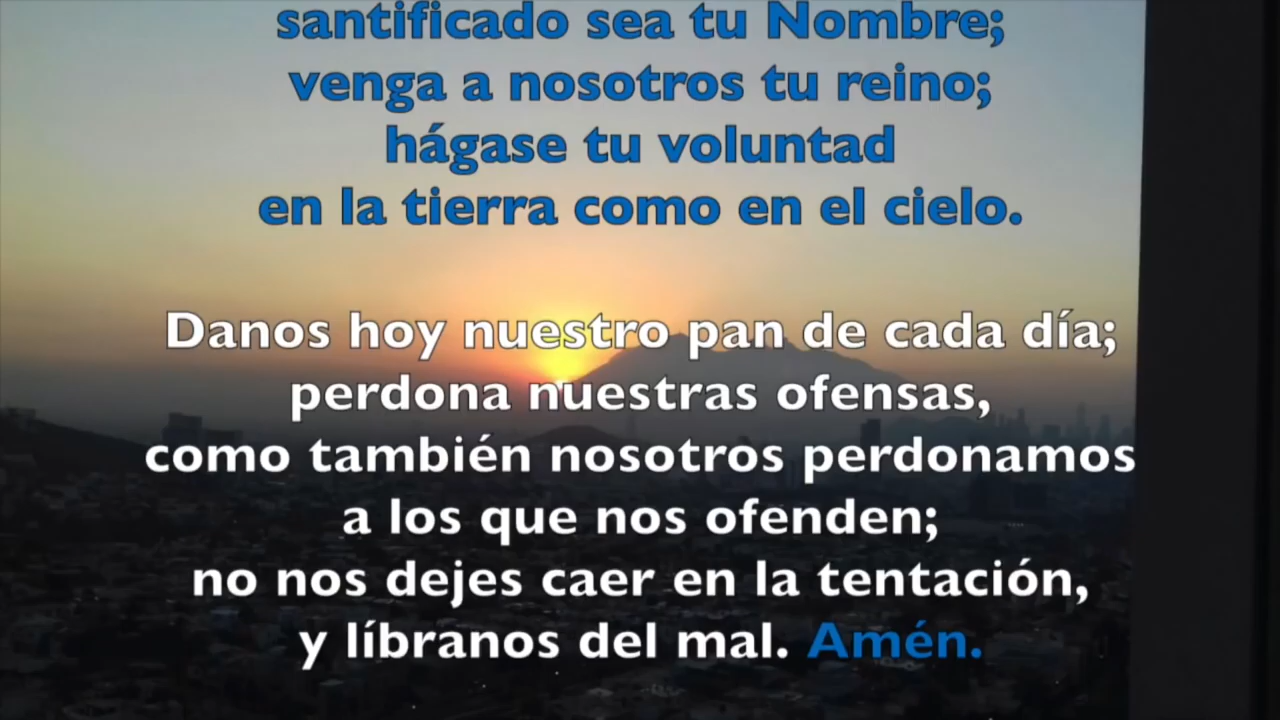 santificado sea tu Nombre;
venga a nosotros tu reino;
hágase tu voluntad
en la tierra como en el cielo.
Danos hoy nuestro pan de cada día;
perdona nuestras ofensas,
como también nosotros perdonamos
a los que nos ofenden;
no nos dejes caer en la tentación,
y líbranos del mal. Amén.